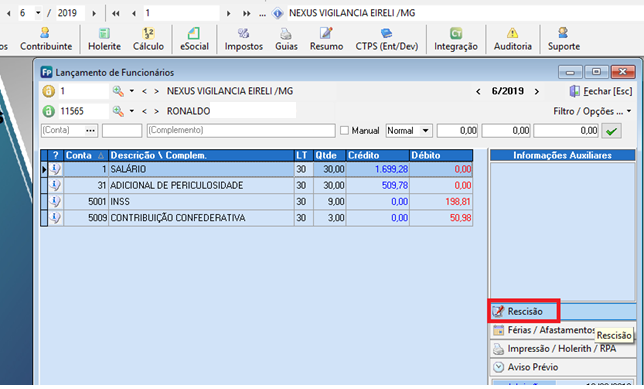 6 / 2019 1 ... NEXUS VIGILANCIA EIRELI /MG
os Contribuinte Holerite Cálculo eSocial Impostos Guias Resumo CTPS (Ent/Dev) Integração Auditoria Suporte
Fp Lançamento de Funcionários
a 1 < > NEXUS VIGILANCIA EIRELI /MG < 6/2019 > Fechar [Esc]
a 11565 < > RONALDO Filtro / Opções ...
(Conta) ... (Complemento) Manual Normal 0,00 0,00 0,00
? Conta Descrição \ Complem. LT Qtde Crédito Débito Informações Auxiliares
1 SALÁRIO 30 30,00 1.699,28 0,00
31 ADICIONAL DE PERICULOSIDADE 30 30,00 509,78 0,00
5001 INSS 30 9,00 0,00 198,81
5009 CONTRIBUIÇÃO CONFEDERATIVA 30 3,00 0,00 50,98
Rescisão
Férias / Afastamentos
Rescisão
Impressão / Holerith / RPA
Aviso Prévio